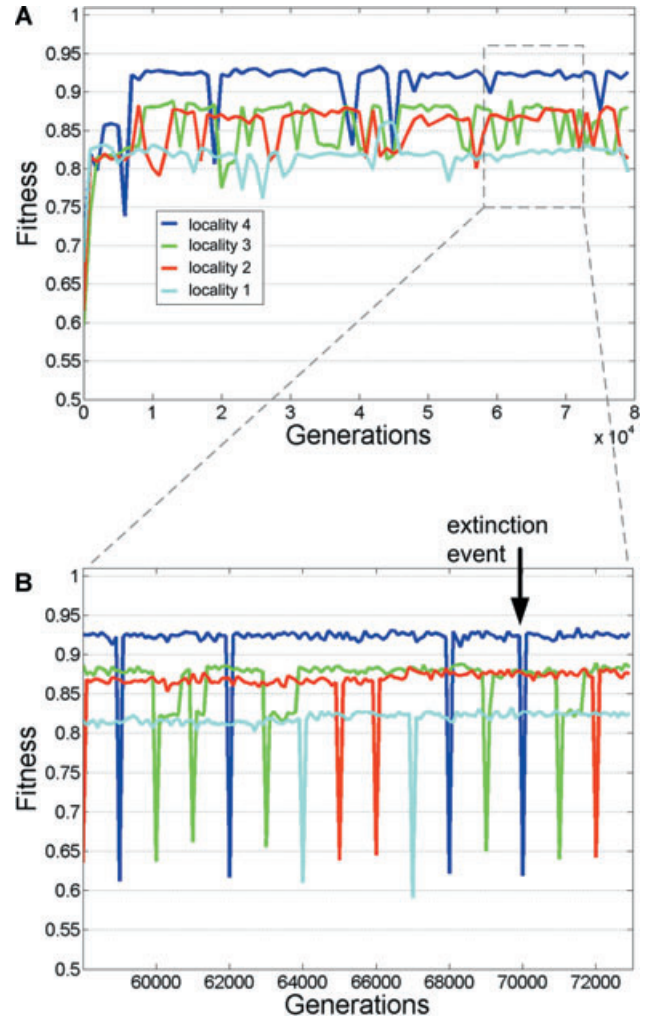 A
1
0.95
0.9
0.85
0.8
0.75
0.7
0.65
0.6
0.55
0.5
Fitness
locality 4
locality 3
locality 2
locality 1
0 1 2 3 4 5 6 7 8
Generations
x 10⁴
extinction
event
B
1
0.95
0.9
0.85
0.8
0.75
0.7
0.65
0.6
0.55
0.5
Fitness
60000 62000 64000 66000 68000 70000 72000
Generations